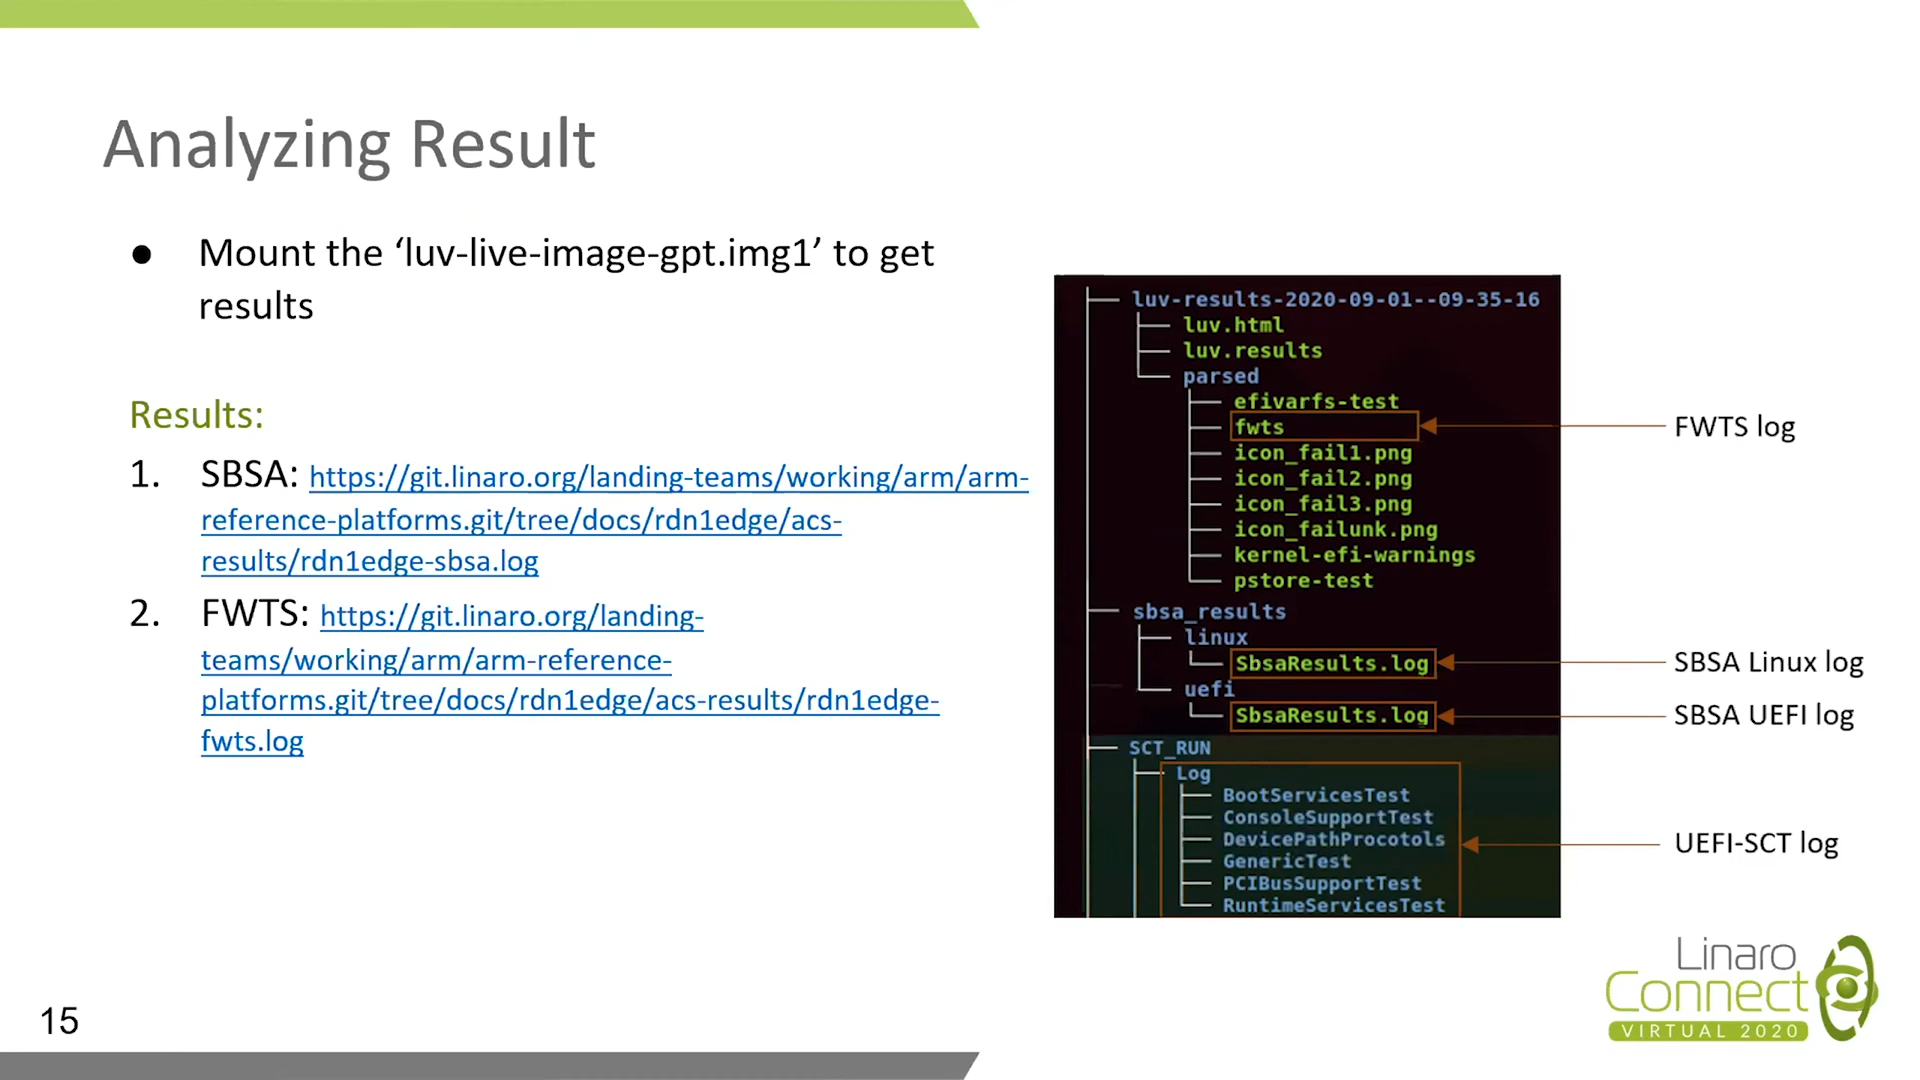 Analyzing Result
● Mount the ‘luv-live-image-gpt.img1’ to get
results
Results:
1. SBSA: https://git.linaro.org/landing-teams/working/arm/arm-
reference-platforms.git/tree/docs/rdn1edge/acs-
results/rdn1edge-sbsa.log
2. FWTS: https://git.linaro.org/landing-
teams/working/arm/arm-reference-
platforms.git/tree/docs/rdn1edge/acs-results/rdn1edge-
fwts.log
luv-results-2020-09-01--09-35-16
luv.html
luv.results
parsed
efivarfs-test
fwts
icon_fail1.png
icon_fail2.png
icon_fail3.png
icon_failunk.png
kernel-efi-warnings
pstore-test
sbsa_results
linux
SbsaResults.log
uefi
SbsaResults.log
SCT_RUN
Log
BootServicesTest
ConsoleSupportTest
DevicePathProcotols
GenericTest
PCIBusSupportTest
RuntimeServicesTest
FWTS log
SBSA Linux log
SBSA UEFI log
UEFI-SCT log
Linaro
Connect
VIRTUAL 2020
15